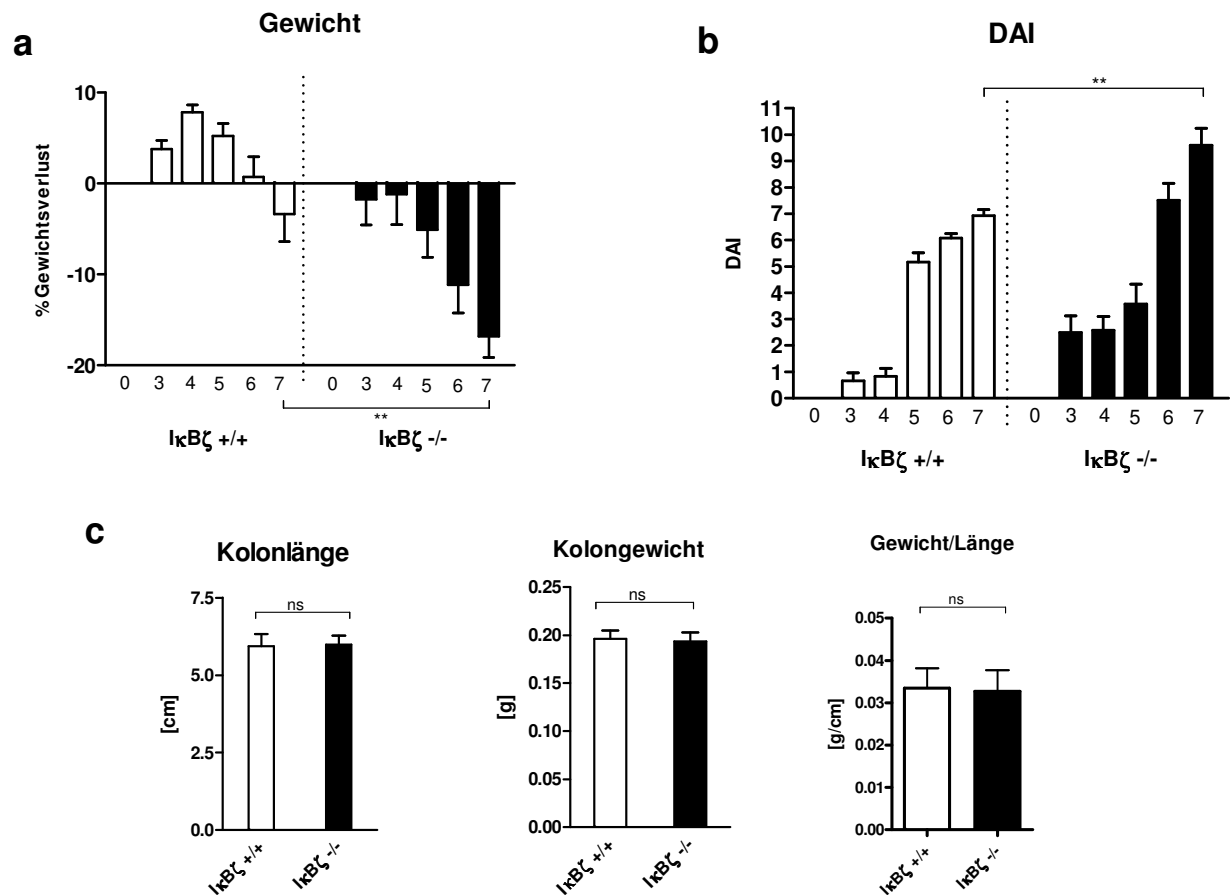 a
Gewicht
%Gewichtsverlust
10
0
-10
-20
0 3 4 5 6 7 0 3 4 5 6 7
**
IκBζ +/+ IκBζ -/-
b
DAI
**
DAI
11
10
9
8
7
6
5
4
3
2
1
0
0 3 4 5 6 7 0 3 4 5 6 7
IκBζ +/+ IκBζ -/-
c
Kolonlänge
ns
[cm]
7.5
5.0
2.5
0.0
IκBζ +/+ IκBζ -/-
Kolongewicht
ns
[g]
0.25
0.20
0.15
0.10
0.05
0.00
IκBζ +/+ IκBζ -/-
Gewicht/Länge
ns
[g/cm]
0.05
0.04
0.03
0.02
0.01
0.00
IκBζ +/+ IκBζ -/-